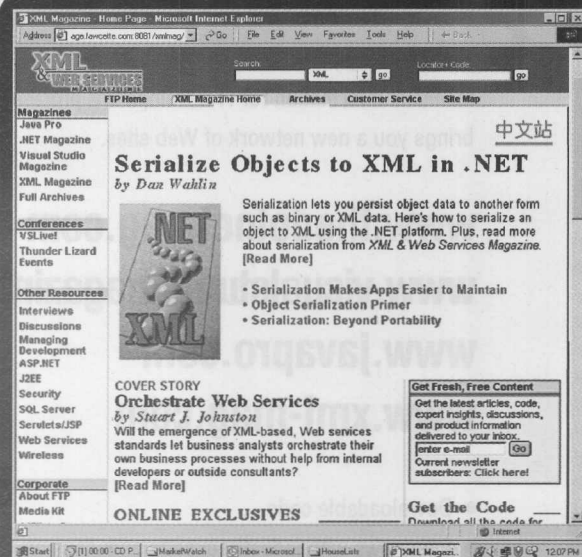 XML Magazine - Home Page - Microsoft Internet Explorer
Address age.fawcette.com:8081/xmlmag/ Go File Edit View Favorites Tools Help Back
XML & WEB SERVICES MAGAZINE
Search: XML go
Locator+ Code: go
FTP Home XML Magazine Home Archives Customer Service Site Map
Magazines
Java Pro
.NET Magazine
Visual Studio
Magazine
XML Magazine
Full Archives
Conferences
VSLive!
Thunder Lizard
Events
Other Resources
Interviews
Discussions
Managing
Development
ASP.NET
J2EE
Security
SQL Server
Servlets/JSP
Web Services
Wireless
Corporate
About FTP
Media Kit
中文站
Serialize Objects to XML in .NET
by Dan Wahlin
.NET
XML
Serialization lets you persist object data to another form
such as binary or XML data. Here's how to serialize an
object to XML using the .NET platform. Plus, read more
about serialization from XML & Web Services Magazine.
[Read More]
• Serialization Makes Apps Easier to Maintain
• Object Serialization Primer
• Serialization: Beyond Portability
COVER STORY
Orchestrate Web Services
by Stuart J. Johnston
Will the emergence of XML-based, Web services
standards let business analysts orchestrate their
own business processes without help from internal
developers or outside consultants?
[Read More]
ONLINE EXCLUSIVES
Get Fresh, Free Content
Get the latest articles, code,
expert insights, discussions,
and product information
delivered to your inbox.
enter e-mail Go
Current newsletter
subscribers: Click here!
Get the Code
Download all the code for
Internet
Start [1] 00:00 - CD P... MarketWatch Inbox - Microsof... HouseLists XML Magazi... 12:07 PM